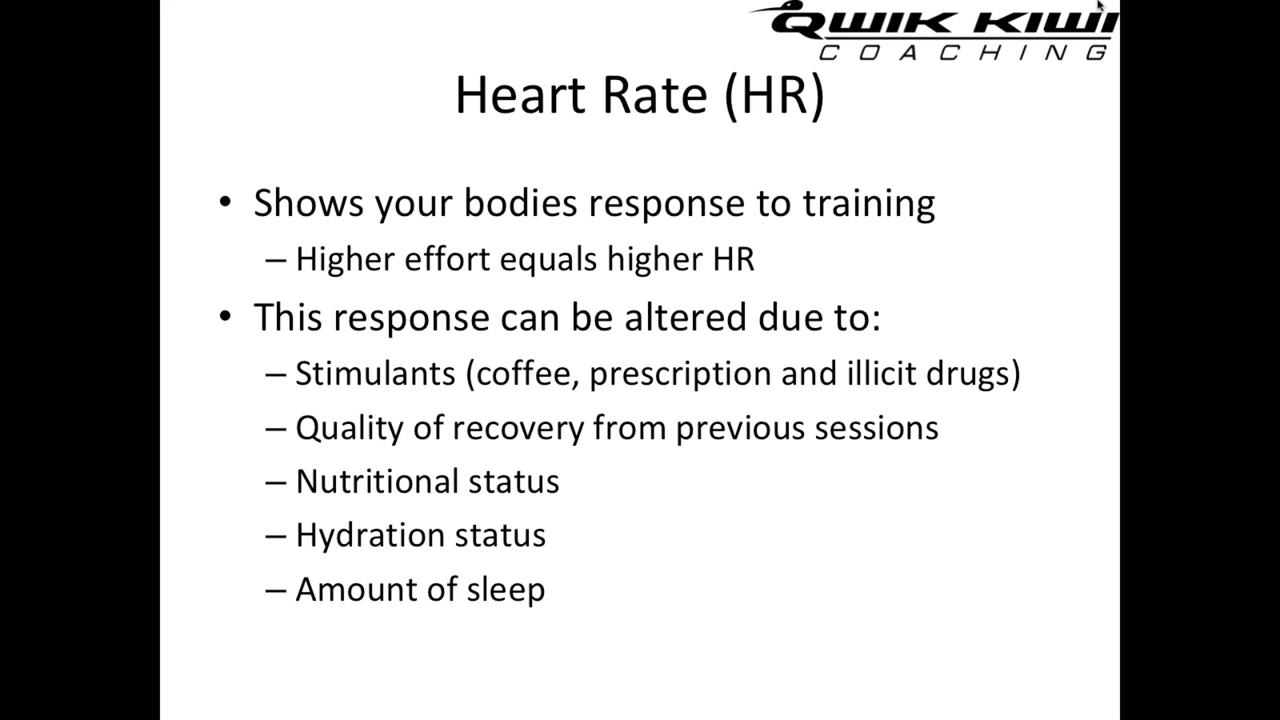 QWIK KIWI
COACHING
Heart Rate (HR)
• Shows your bodies response to training
– Higher effort equals higher HR
• This response can be altered due to:
– Stimulants (coffee, prescription and illicit drugs)
– Quality of recovery from previous sessions
– Nutritional status
– Hydration status
– Amount of sleep